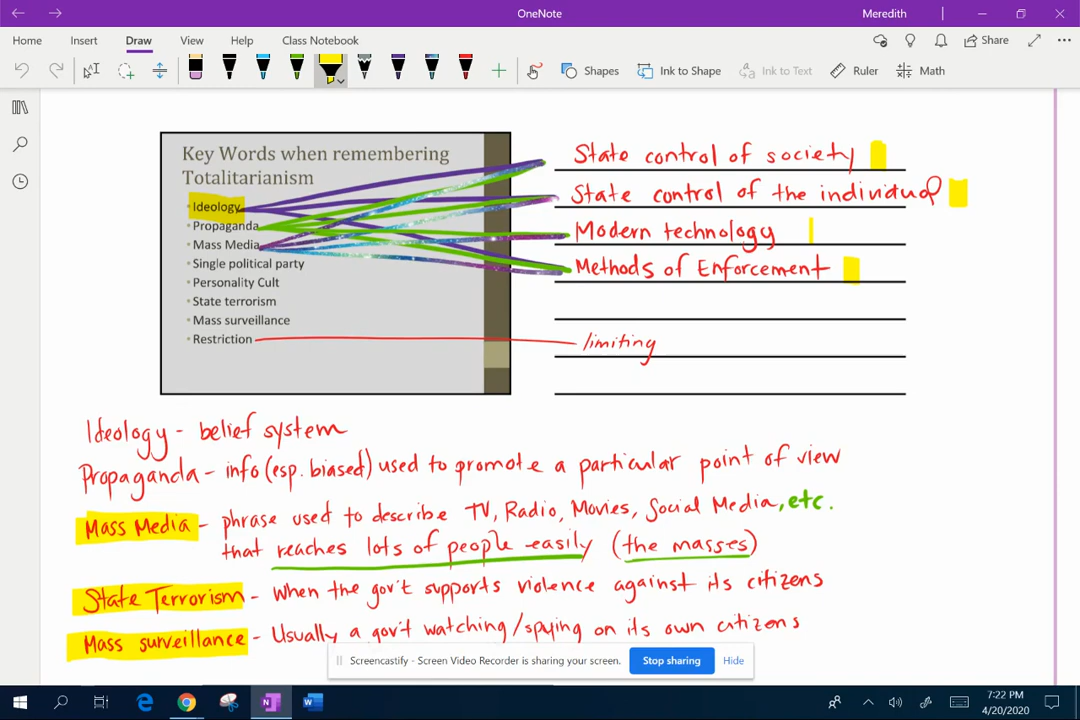 OneNote
Meredith
Home Insert Draw View Help Class Notebook
Share
Shapes Ink to Shape Ink to Text Ruler Math
Key Words when remembering
Totalitarianism
• Ideology
• Propaganda
• Mass Media
• Single political party
• Personality Cult
• State terrorism
• Mass surveillance
• Restriction
State control of society
State control of the individual
Modern technology
Methods of Enforcement
limiting
Ideology - belief system
Propaganda - info (esp. biased) used to promote a particular point of view
Mass Media - phrase used to describe TV, Radio, Movies, Social Media, etc.
that reaches lots of people easily (the masses)
State Terrorism - When the gov't supports violence against its citizens
Mass surveillance - Usually a gov't watching/spying on its own citizens
Screencastify - Screen Video Recorder is sharing your screen. Stop sharing Hide
7:22 PM
4/20/2020